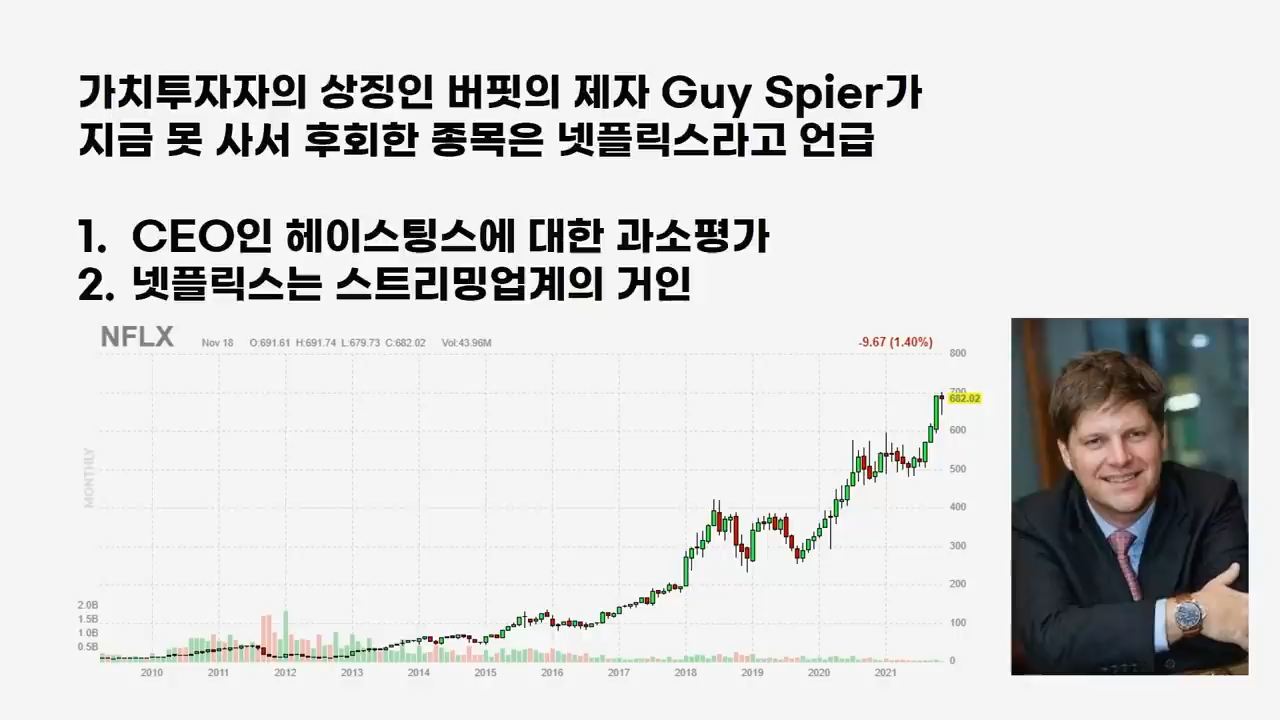 가치투자자의 상징인 버핏의 제자 Guy Spier가
지금 못 사서 후회한 종목은 넷플릭스라고 언급
1. CEO인 헤이스팅스에 대한 과소평가
2. 넷플릭스는 스트리밍업계의 거인
NFLX Nov 18 O:691.61 H:691.74 L:679.73 C:682.02 Vol:43.96M -9.67 (1.40%)
800
700
682.02
600
500
MONTHLY
400
300
200
2.0B
1.5B
100
1.0B
0.5B
0
2010 2011 2012 2013 2014 2015 2016 2017 2018 2019 2020 2021